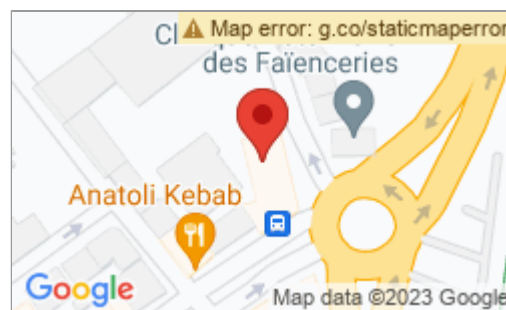 Map error: g.co/staticmaperror
des Faïenceries
Anatoli Kebab
Google
Map data ©2023 Google